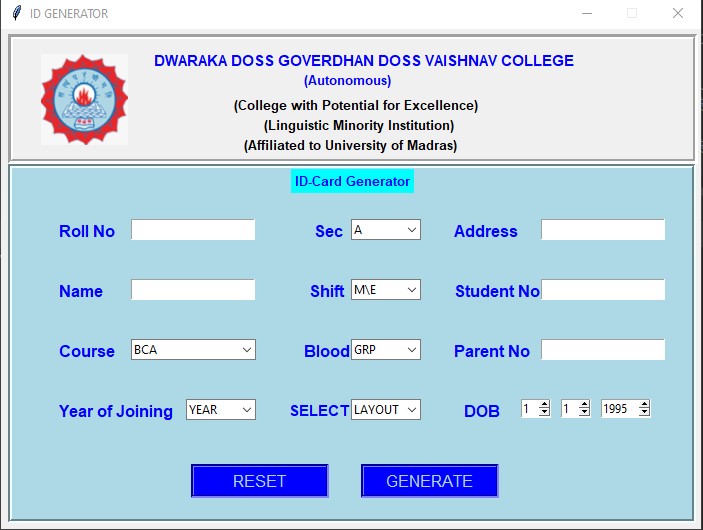 ID GENERATOR
DWARAKA DOSS GOVERDHAN DOSS VAISHNAV COLLEGE
(Autonomous)
(College with Potential for Excellence)
(Linguistic Minority Institution)
(Affiliated to University of Madras)
ID-Card Generator
Roll No Sec A Address
Name Shift M\E Student No
Course BCA Blood GRP Parent No
Year of Joining YEAR SELECT LAYOUT DOB 1 1 1995
RESET GENERATE